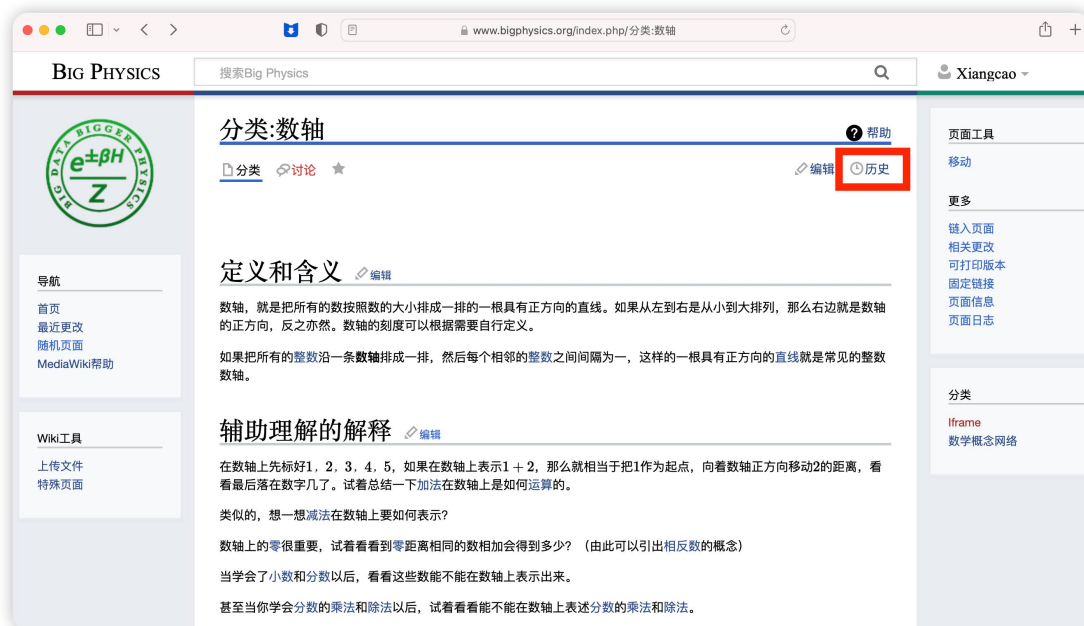 www.bigphysics.org/index.php/分类:数轴
BIG PHYSICS
搜索Big Physics
Xiangcao
BIG DATA BIGGER PHYSICS
e±βH
Z
分类:数轴
帮助
分类
讨论
编辑
历史
导航
首页
最近更改
随机页面
MediaWiki帮助
Wiki工具
上传文件
特殊页面
定义和含义 编辑
数轴，就是把所有的数按照数的大小排成一排的一根具有正方向的直线。如果从左到右是从小到大排列，那么右边就是数轴
的正方向，反之亦然。数轴的刻度可以根据需要自行定义。
如果把所有的整数沿一条数轴排成一排，然后每个相邻的整数之间间隔为一，这样的一根具有正方向的直线就是常见的整数
数轴。
辅助理解的解释 编辑
在数轴上先标好1，2，3，4，5，如果在数轴上表示1 + 2，那么就相当于把1作为起点，向着数轴正方向移动2的距离，看
看最后落在数字几了。试着总结一下加法在数轴上是如何运算的。
类似的，想一想减法在数轴上要如何表示？
数轴上的零很重要，试着看看到零距离相同的数相加会得到多少？（由此可以引出相反数的概念）
当学会了小数和分数以后，看看这些数能不能在数轴上表示出来。
甚至当你学会分数的乘法和除法以后，试着看看能不能在数轴上表述分数的乘法和除法。
页面工具
移动
更多
链入页面
相关更改
可打印版本
固定链接
页面信息
页面日志
分类
Iframe
数学概念网络